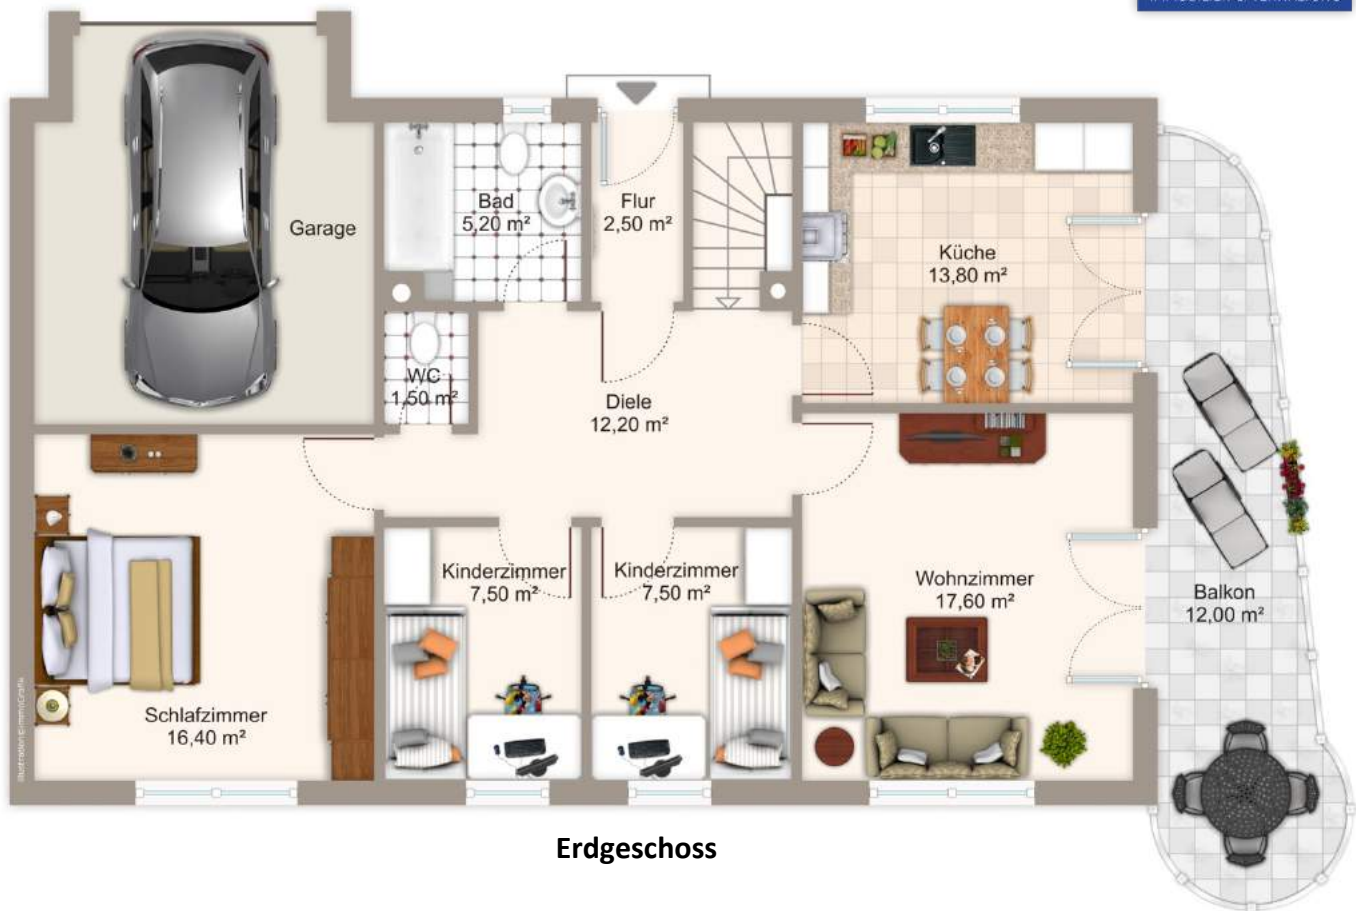 Garage
Bad
5,20 m²
Flur
2,50 m²
Küche
13,80 m²
WC
1,50 m²
Diele
12,20 m²
Kinderzimmer
7,50 m²
Kinderzimmer
7,50 m²
Wohnzimmer
17,60 m²
Balkon
12,00 m²
Schlafzimmer
16,40 m²
Erdgeschoss